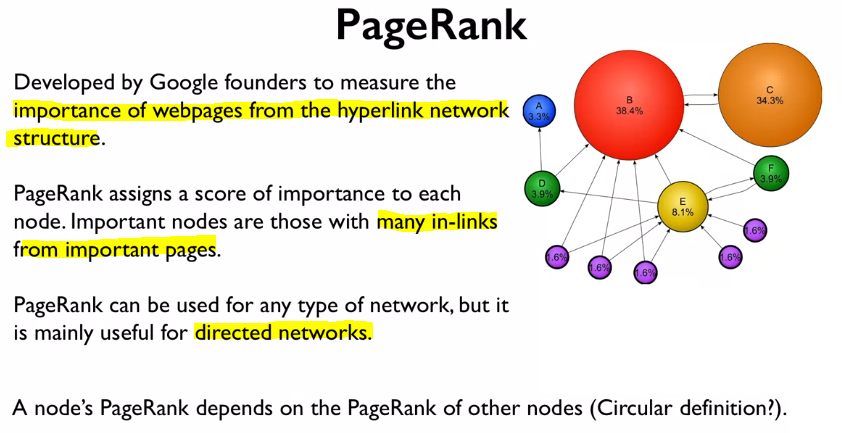 PageRank
Developed by Google founders to measure the
importance of webpages from the hyperlink network
structure.
PageRank assigns a score of importance to each
node. Important nodes are those with many in-links
from important pages.
PageRank can be used for any type of network, but it
is mainly useful for directed networks.
A node's PageRank depends on the PageRank of other nodes (Circular definition?).
A
3.3%
B
38.4%
C
34.3%
D
3.9%
E
8.1%
F
3.9%
1.6%
1.6%
1.6%
1.6%
1.6%